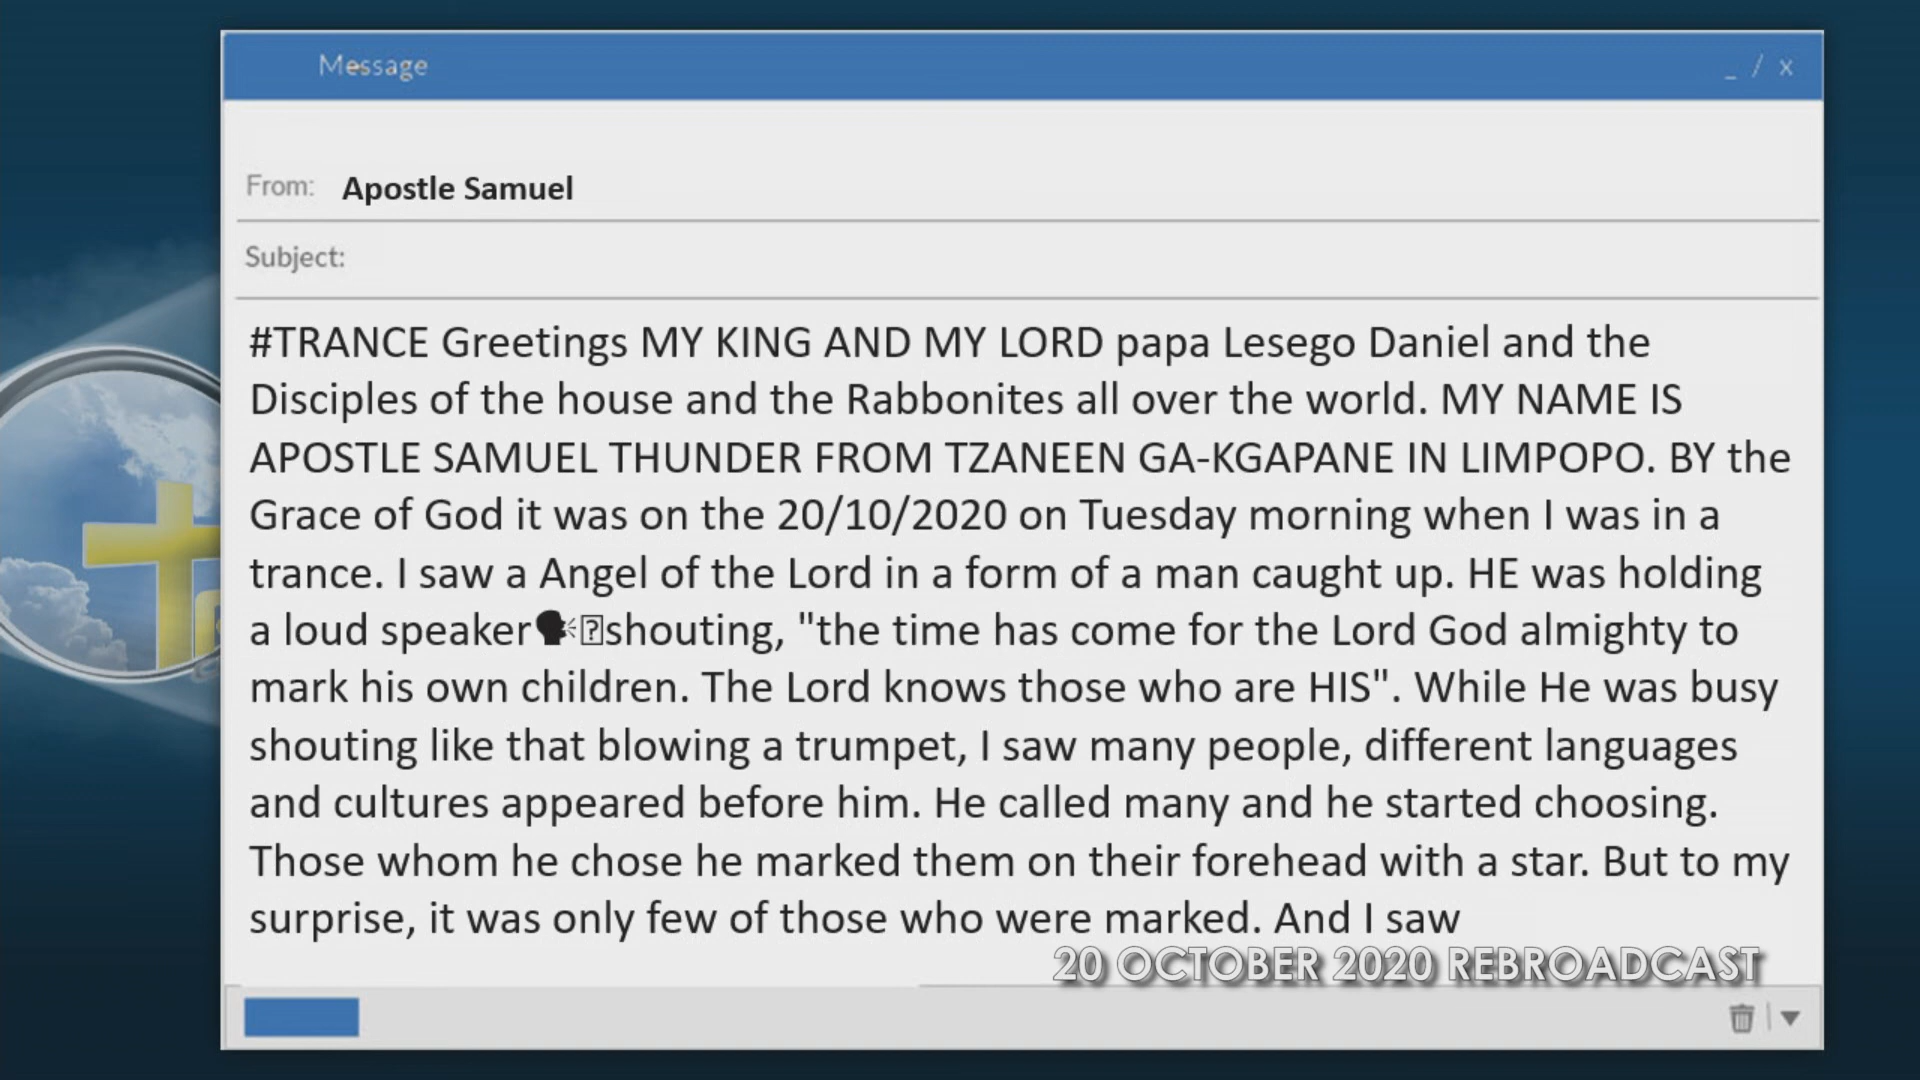 Message
_ / x
From: Apostle Samuel
Subject:
#TRANCE Greetings MY KING AND MY LORD papa Lesego Daniel and the
Disciples of the house and the Rabbonites all over the world. MY NAME IS
APOSTLE SAMUEL THUNDER FROM TZANEEN GA-KGAPANE IN LIMPOPO. BY the
Grace of God it was on the 20/10/2020 on Tuesday morning when I was in a
trance. I saw a Angel of the Lord in a form of a man caught up. HE was holding
a loud speaker🗣️shouting, "the time has come for the Lord God almighty to
mark his own children. The Lord knows those who are HIS". While He was busy
shouting like that blowing a trumpet, I saw many people, different languages
and cultures appeared before him. He called many and he started choosing.
Those whom he chose he marked them on their forehead with a star. But to my
surprise, it was only few of those who were marked. And I saw
20 OCTOBER 2020 REBROADCAST